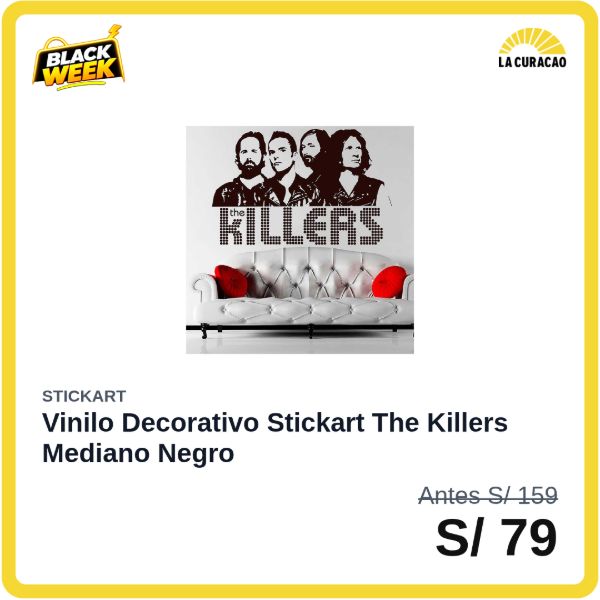 BLACK
WEEK
LA CURACAO
the
KILLERS
STICKART
Vinilo Decorativo Stickart The Killers
Mediano Negro
Antes S/ 159
S/ 79